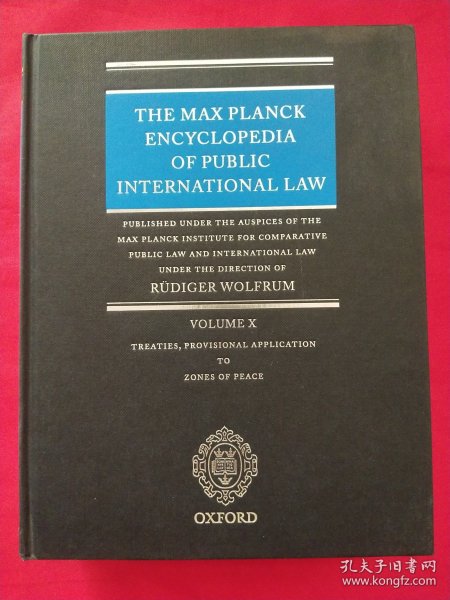 THE MAX PLANCK
ENCYCLOPEDIA
OF PUBLIC
INTERNATIONAL LAW
PUBLISHED UNDER THE AUSPICES OF THE
MAX PLANCK INSTITUTE FOR COMPARATIVE
PUBLIC LAW AND INTERNATIONAL LAW
UNDER THE DIRECTION OF
RÜDIGER WOLFRUM
VOLUME X
TREATIES, PROVISIONAL APPLICATION
TO
ZONES OF PEACE
OXFORD
孔夫子旧书网
www.kongfz.com